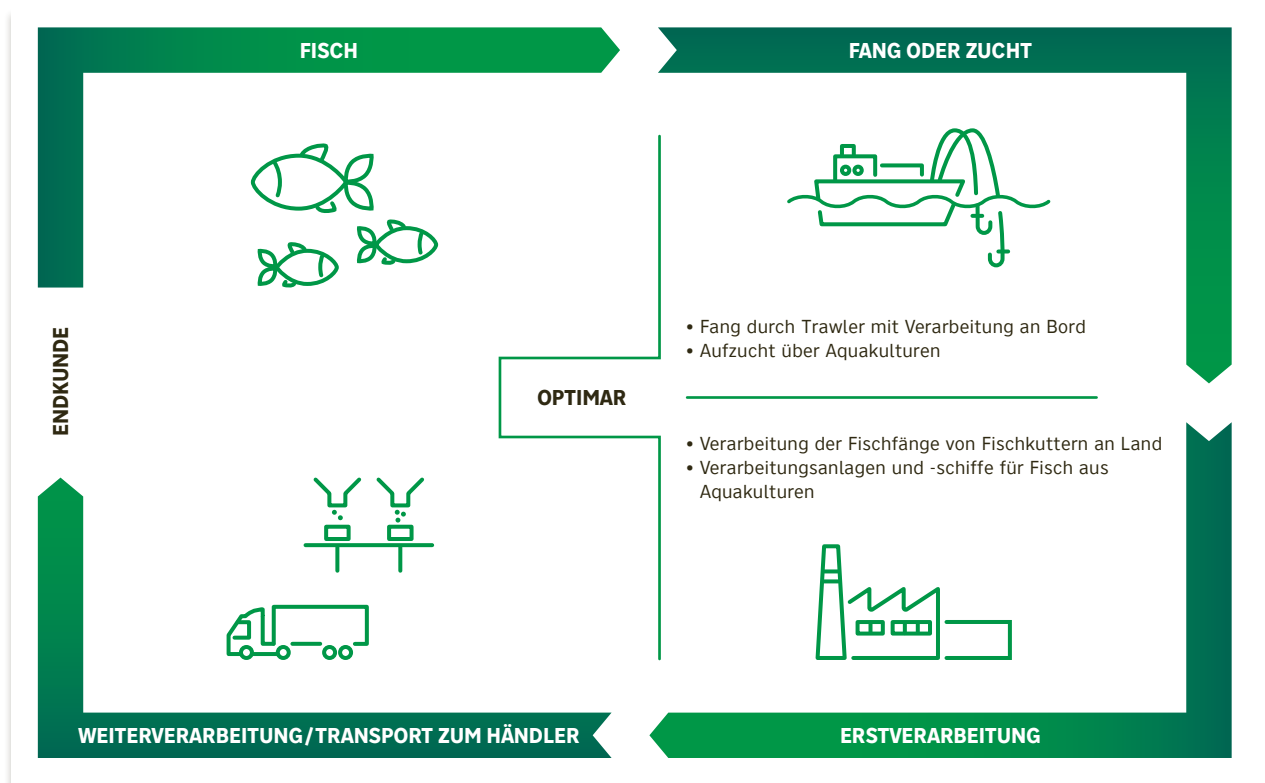 FISCH
FANG ODER ZUCHT
• Fang durch Trawler mit Verarbeitung an Bord
• Aufzucht über Aquakulturen
ENDKUNDE
OPTIMAR
• Verarbeitung der Fischfänge von Fischkuttern an Land
• Verarbeitungsanlagen und -schiffe für Fisch aus
Aquakulturen
WEITERVERARBEITUNG/TRANSPORT ZUM HÄNDLER
ERSTVERARBEITUNG